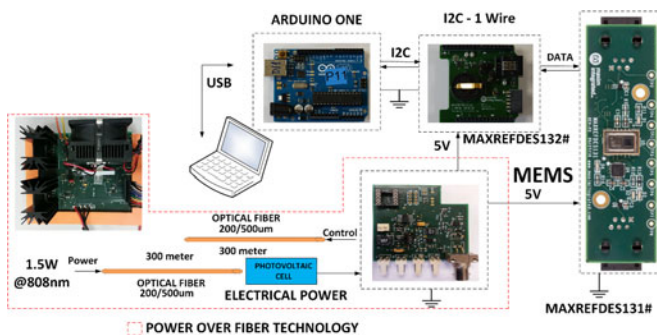 ARDUINO ONE
I2C - 1 Wire
I2C
DATA
USB
P11
MAXREFDES132#
5V
MEMS
5V
OPTICAL FIBER
200/500um
Control
300 meter
300 meter
1.5W
@808nm
Power
OPTICAL FIBER
200/500um
PHOTOVOLTAIC
CELL
ELECTRICAL POWER
MAXREFDES131#
POWER OVER FIBER TECHNOLOGY